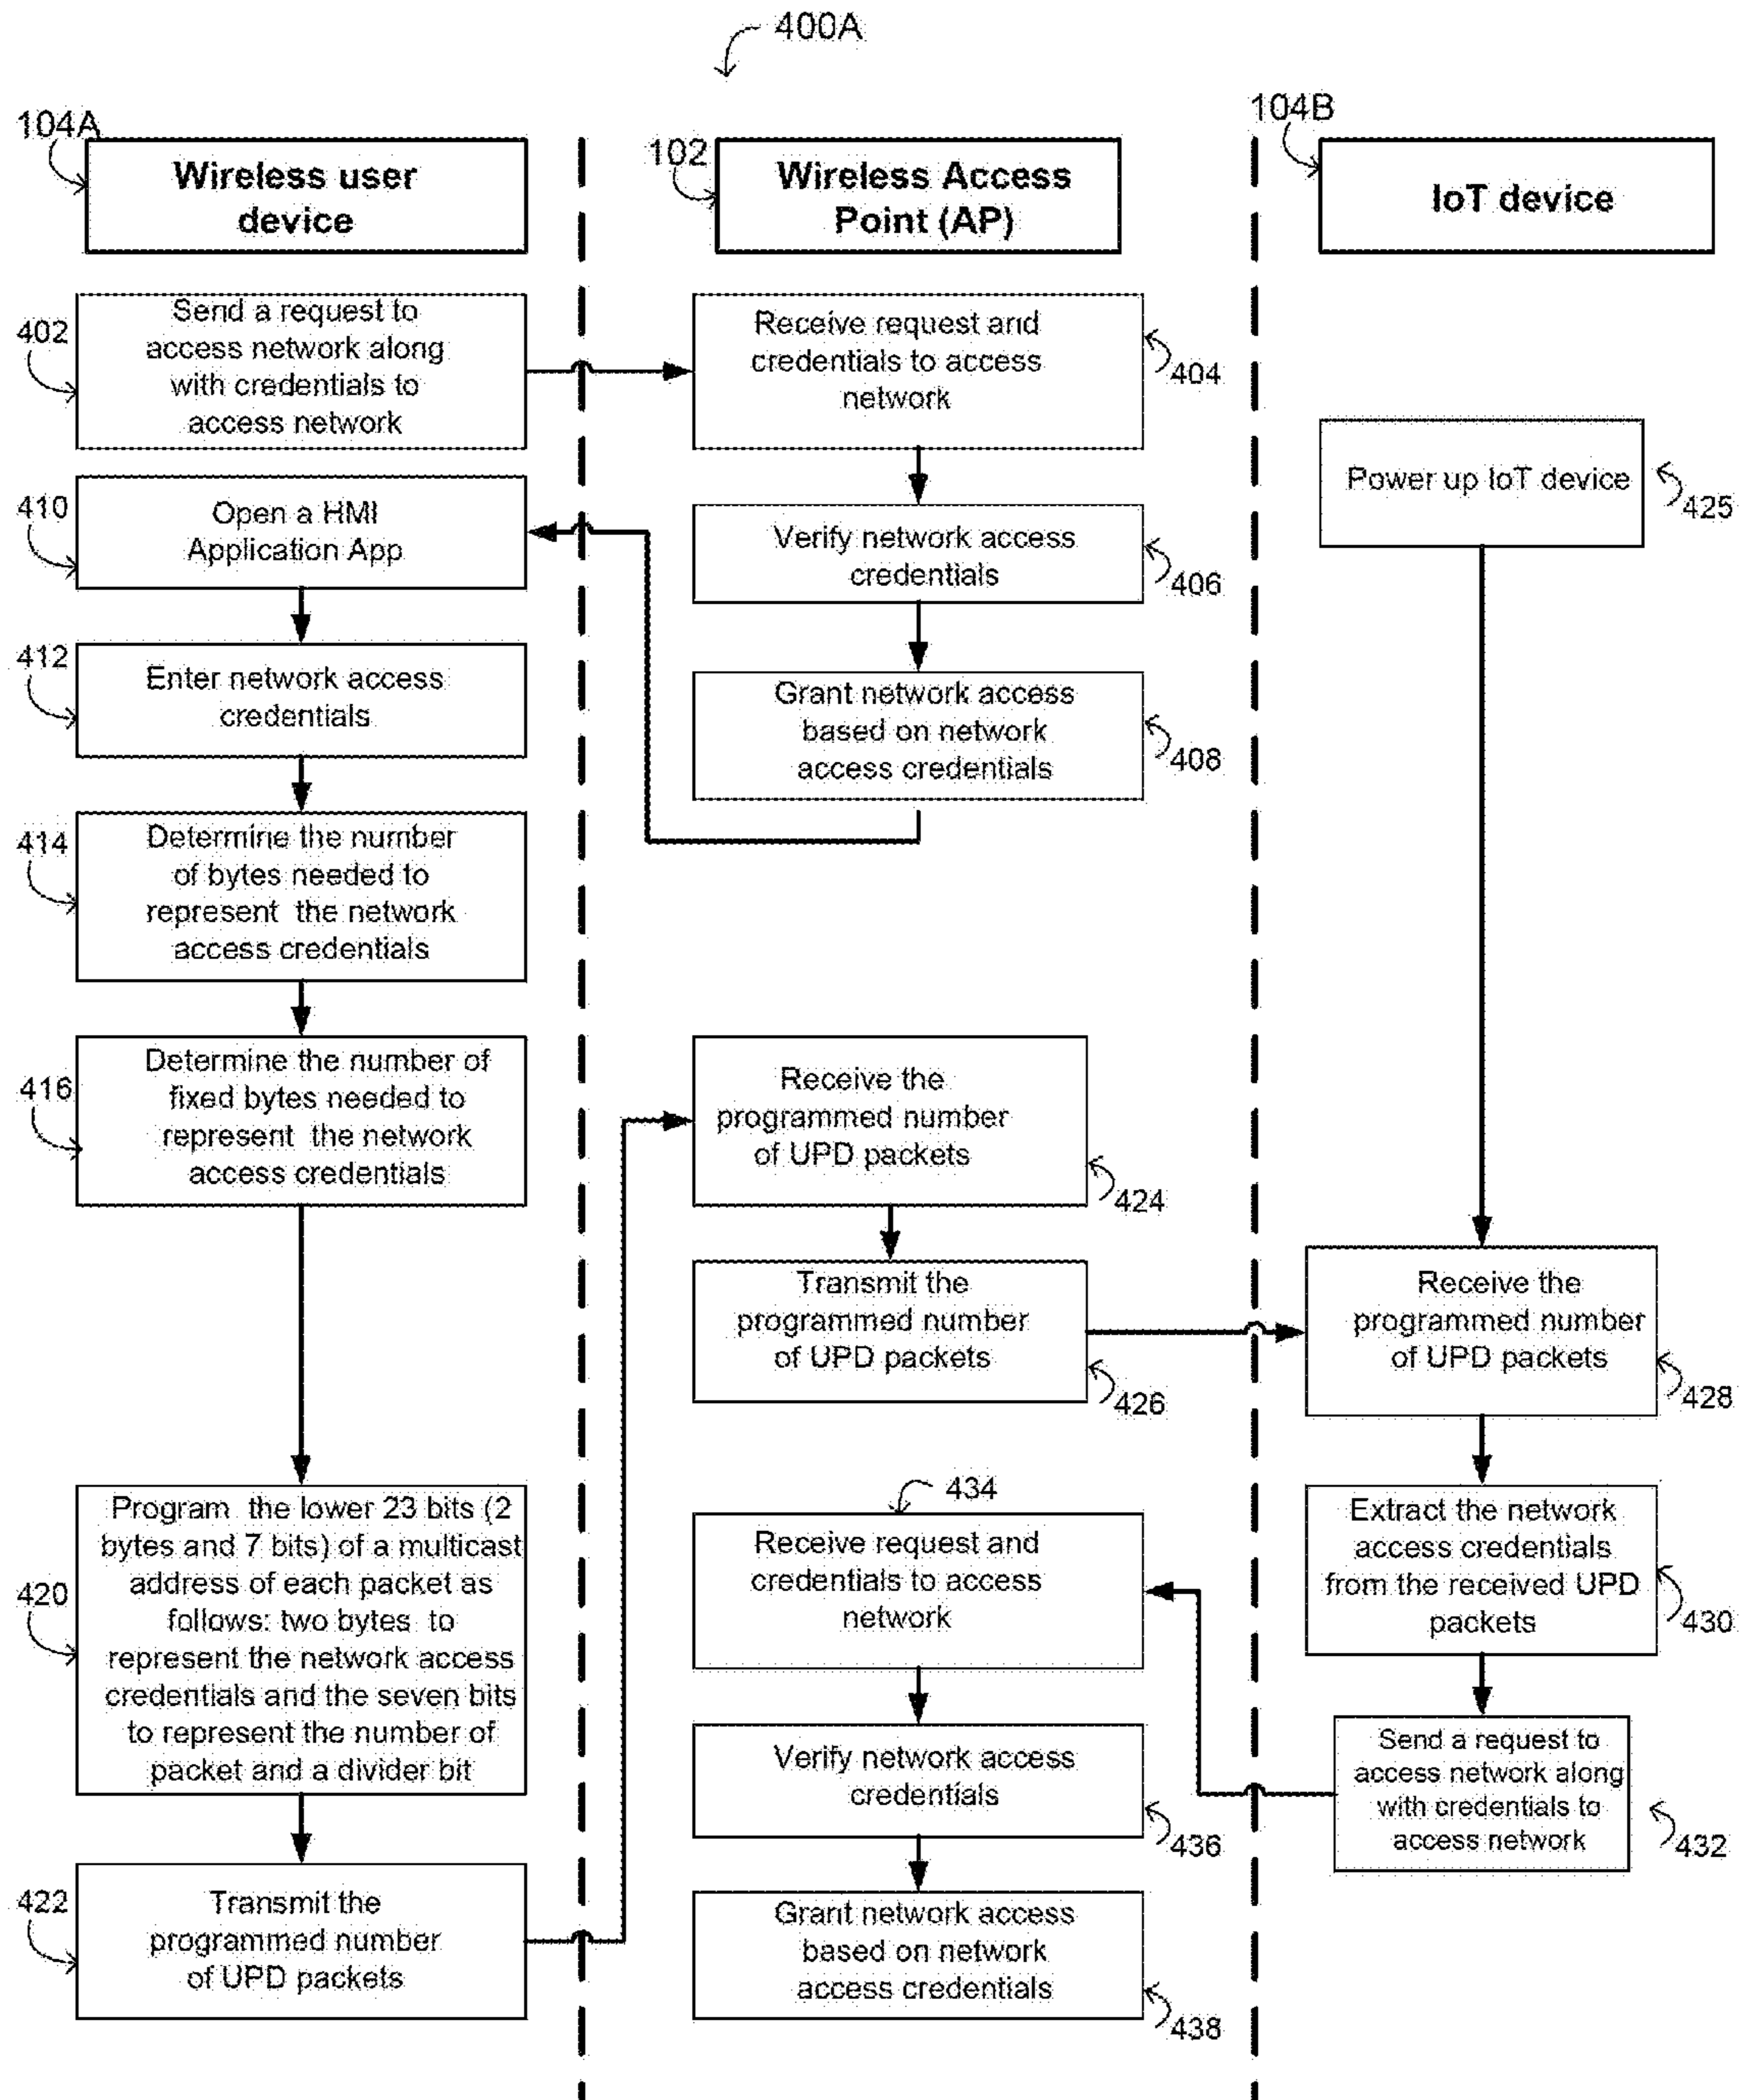 400A
104A
Wireless user
device
102
Wireless Access
Point (AP)
104B
IoT device
402
Send a request to
access network along
with credentials to
access network
Receive request and
credentials to access
network
404
Power up IoT device
425
410
Open a HMI
Application App
Verify network access
credentials
406
412
Enter network access
credentials
Grant network access
based on network
access credentials
408
414
Determine the number
of bytes needed to
represent the network
access credentials
416
Determine the number of
fixed bytes needed to
represent the network
access credentials
Receive the
programmed number
of UPD packets
424
Transmit the
programmed number
of UPD packets
426
Receive the
programmed number
of UPD packets
428
420
Program the lower 23 bits (2
bytes and 7 bits) of a multicast
address of each packet as
follows: two bytes to
represent the network access
credentials and the seven bits
to represent the number of
packet and a divider bit
434
Receive request and
credentials to access
network
Extract the network
access credentials
from the received UPD
packets
430
Verify network access
credentials
436
Send a request to
access network along
with credentials to
access network
432
422
Transmit the
programmed number
of UPD packets
Grant network access
based on network
access credentials
438